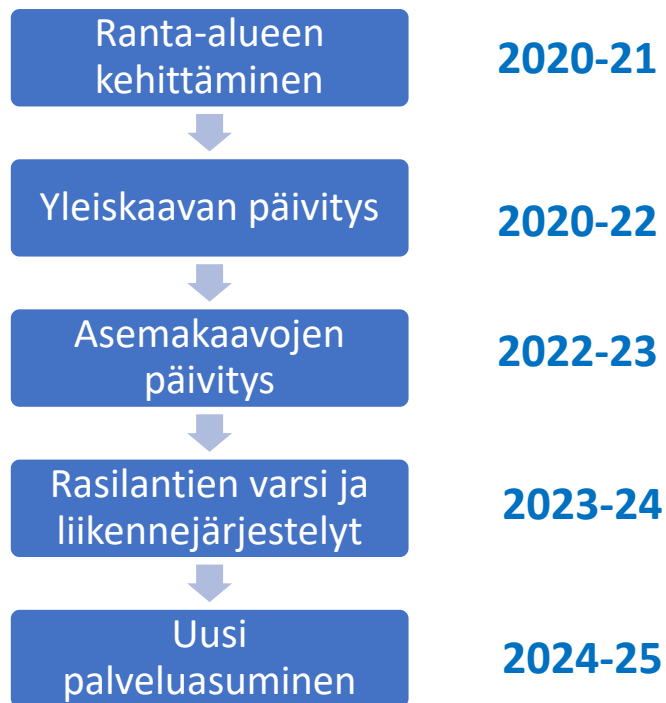 Ranta-alueen
kehittäminen
2020-21
Yleiskaavan päivitys
2020-22
Asemakaavojen
päivitys
2022-23
Rasilantien varsi ja
liikennejärjestelyt
2023-24
Uusi
palveluasuminen
2024-25